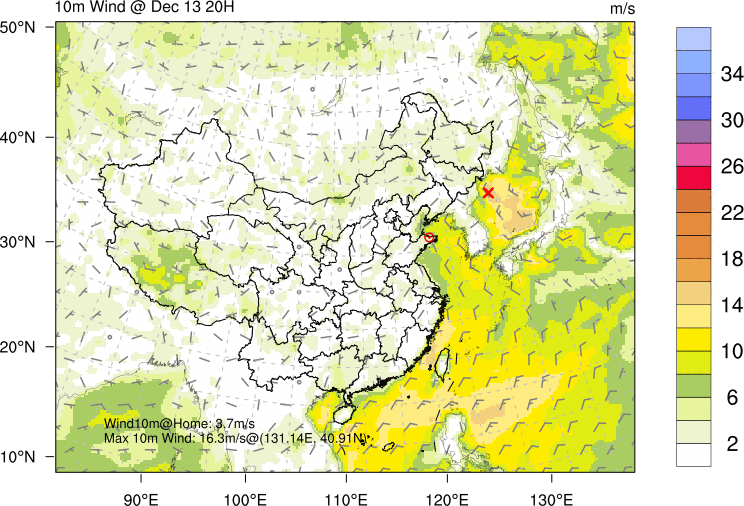 10m Wind @ Dec 13 20H
m/s
50°N
40°N
30°N
20°N
10°N
Wind10m@Home: 3.7m/s
Max 10m Wind: 16.3m/s@(131.14E, 40.91N)
90°E 100°E 110°E 120°E 130°E
34
30
26
22
18
14
10
6
2